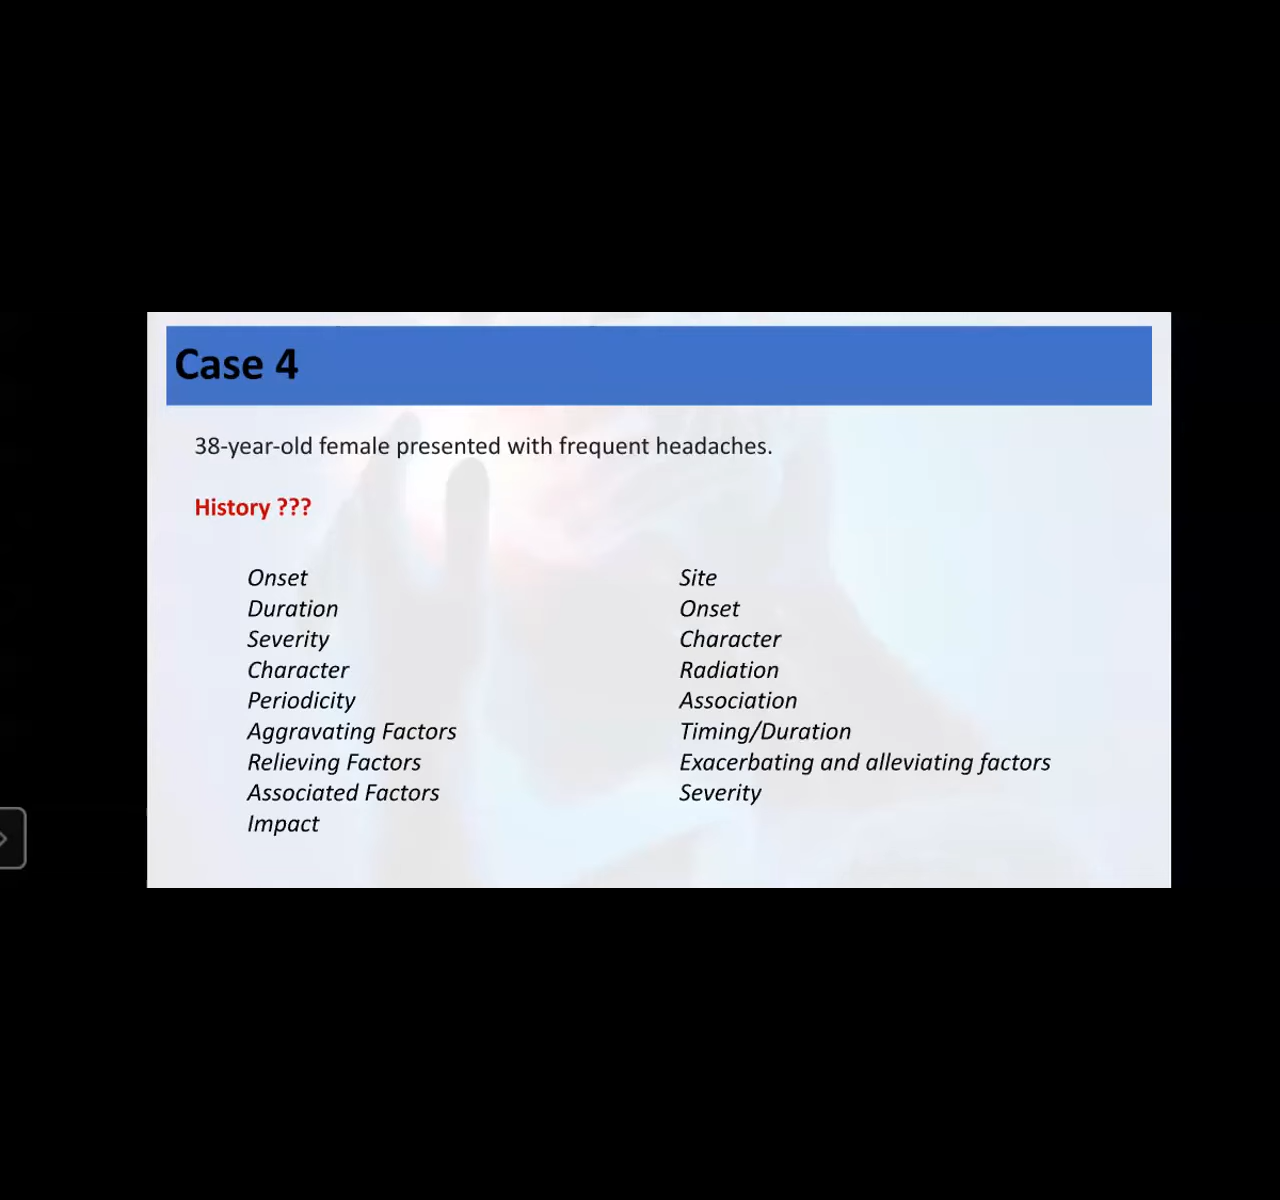 Case 4
38-year-old female presented with frequent headaches.
History ???
Onset
Duration
Severity
Character
Periodicity
Aggravating Factors
Relieving Factors
Associated Factors
Impact
Site
Onset
Character
Radiation
Association
Timing/Duration
Exacerbating and alleviating factors
Severity